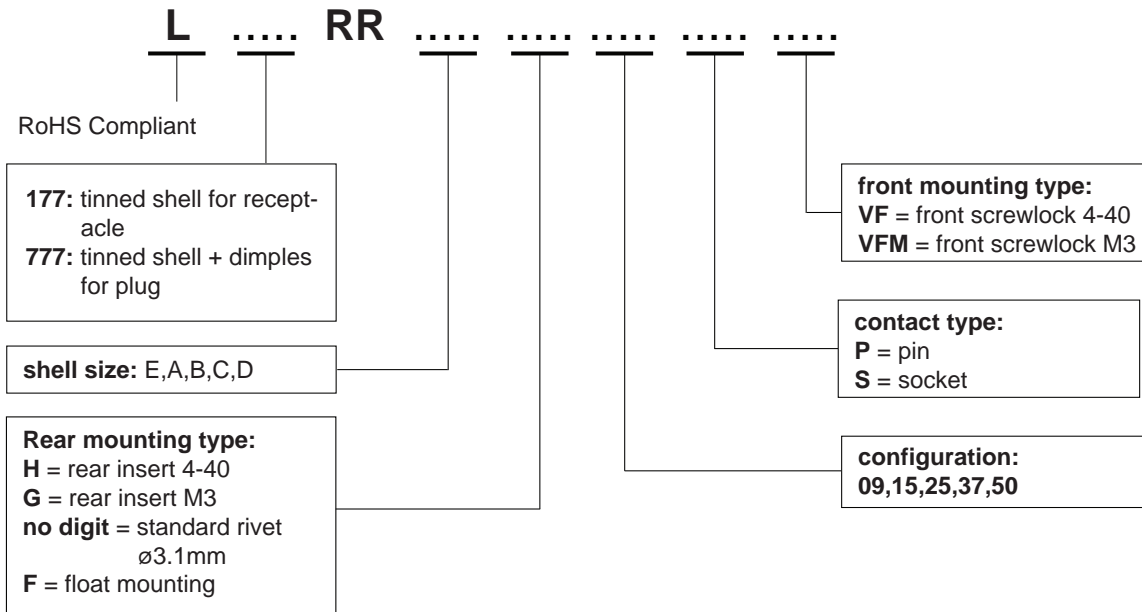 L ..... RR ..... ..... ..... ..... .....
RoHS Compliant
177: tinned shell for recept-
acle
777: tinned shell + dimples
for plug
shell size: E,A,B,C,D
Rear mounting type:
H = rear insert 4-40
G = rear insert M3
no digit = standard rivet
ø3.1mm
F = float mounting
front mounting type:
VF = front screwlock 4-40
VFM = front screwlock M3
contact type:
P = pin
S = socket
configuration:
09,15,25,37,50